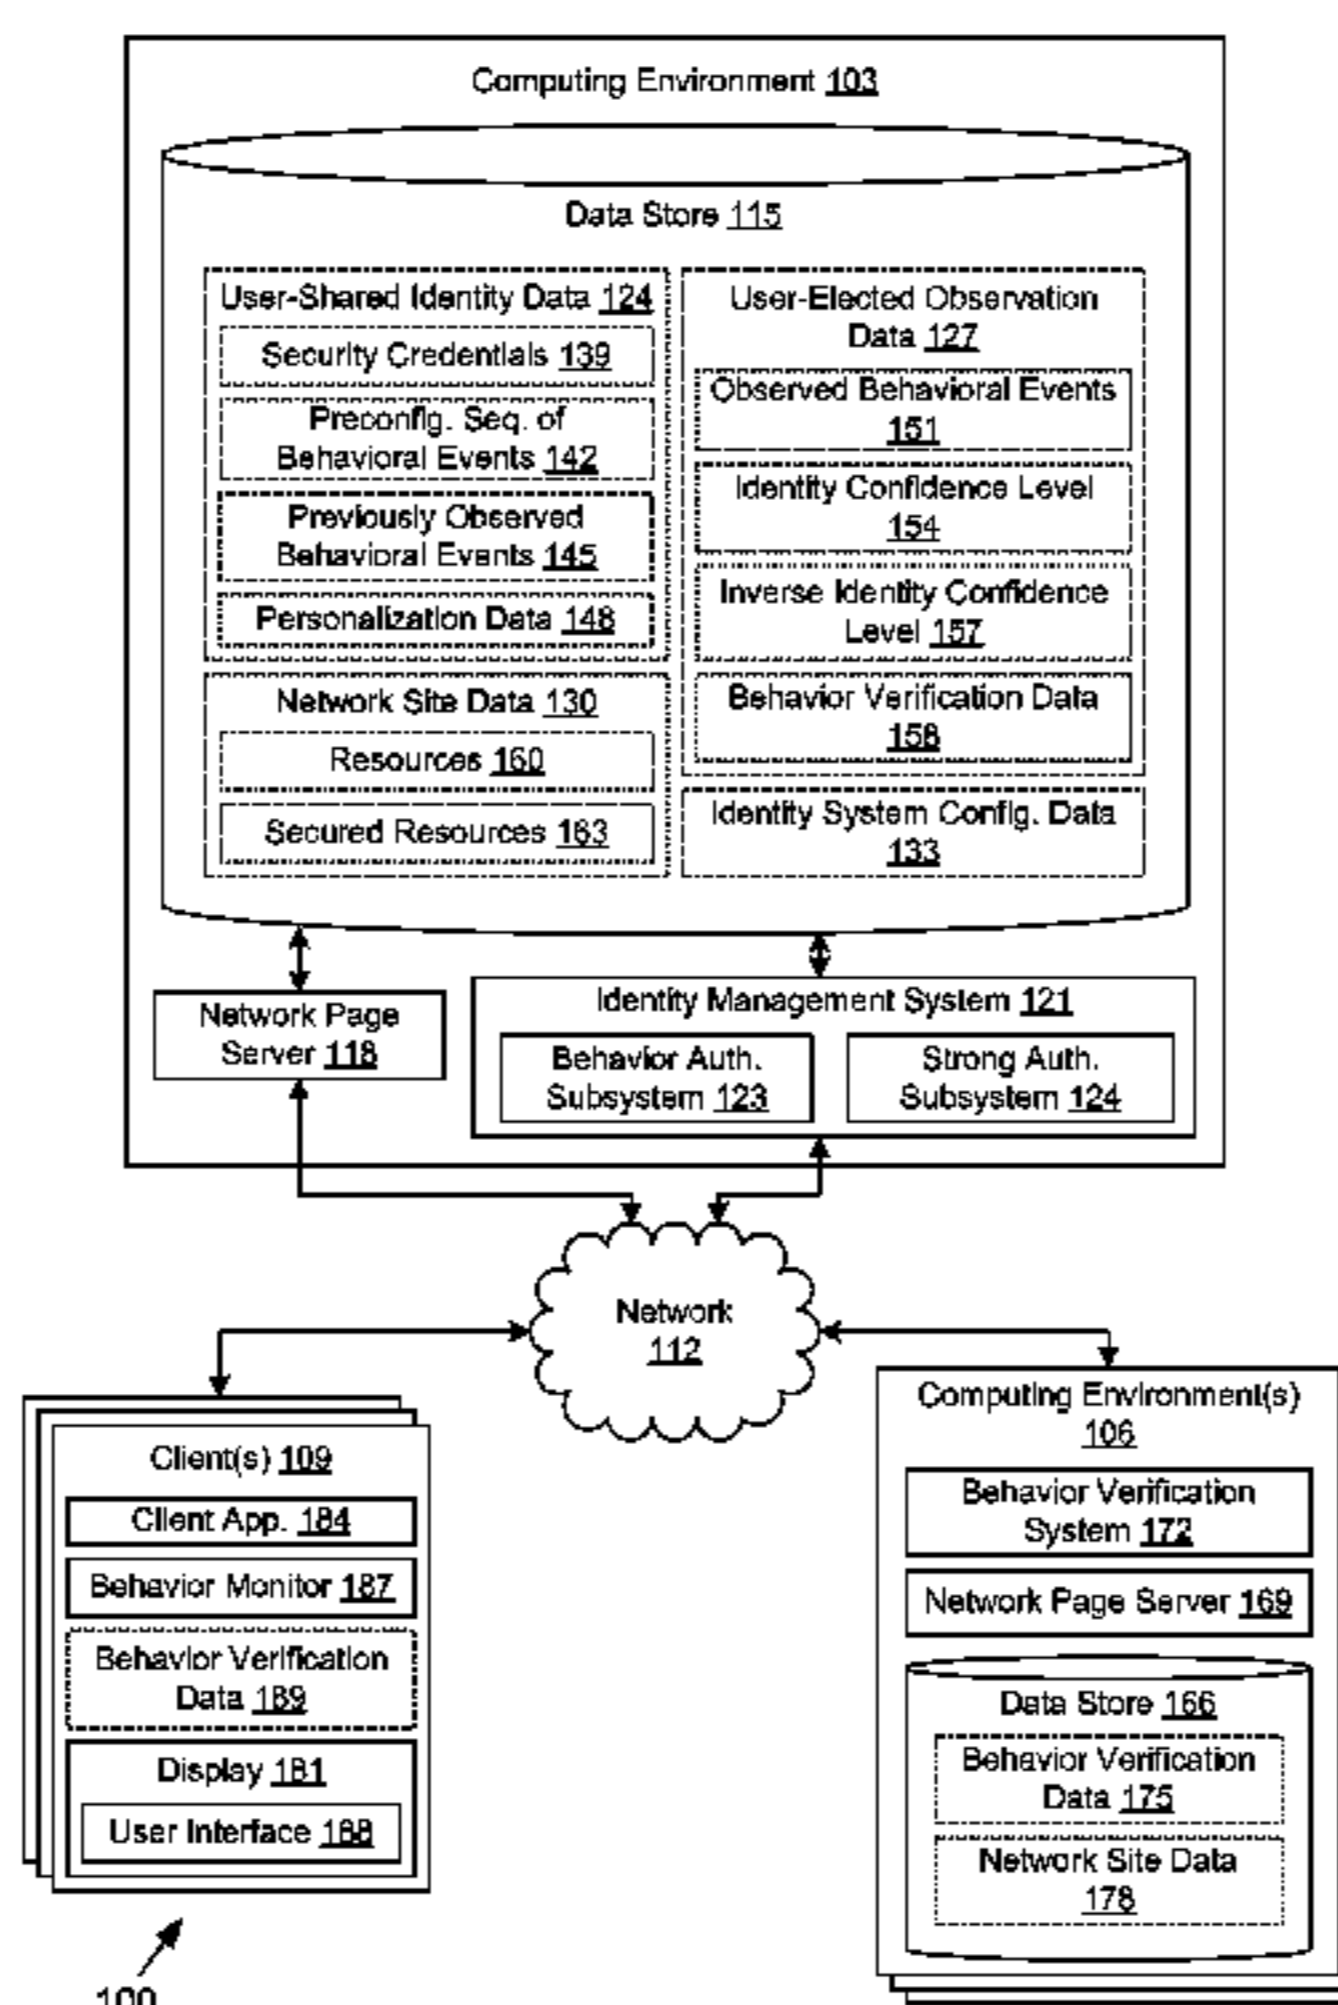 Computing Environment 103
Data Store 115
User-Shared Identity Data 124
Security Credentials 139
Preconfig. Seq. of
Behavioral Events 142
Previously Observed
Behavioral Events 145
Personalization Data 148
Network Site Data 130
Resources 160
Secured Resources 163
User-Elected Observation
Data 127
Observed Behavioral Events
151
Identity Confidence Level
154
Inverse Identity Confidence
Level 157
Behavior Verification Data
158
Identity System Config. Data
133
Network Page
Server 118
Identity Management System 121
Behavior Auth.
Subsystem 123
Strong Auth.
Subsystem 124
Network
112
Client(s) 109
Client App. 184
Behavior Monitor 187
Behavior Verification
Data 189
Display 181
User Interface 188
100
Computing Environment(s)
106
Behavior Verification
System 172
Network Page Server 169
Data Store 166
Behavior Verification
Data 175
Network Site Data
178